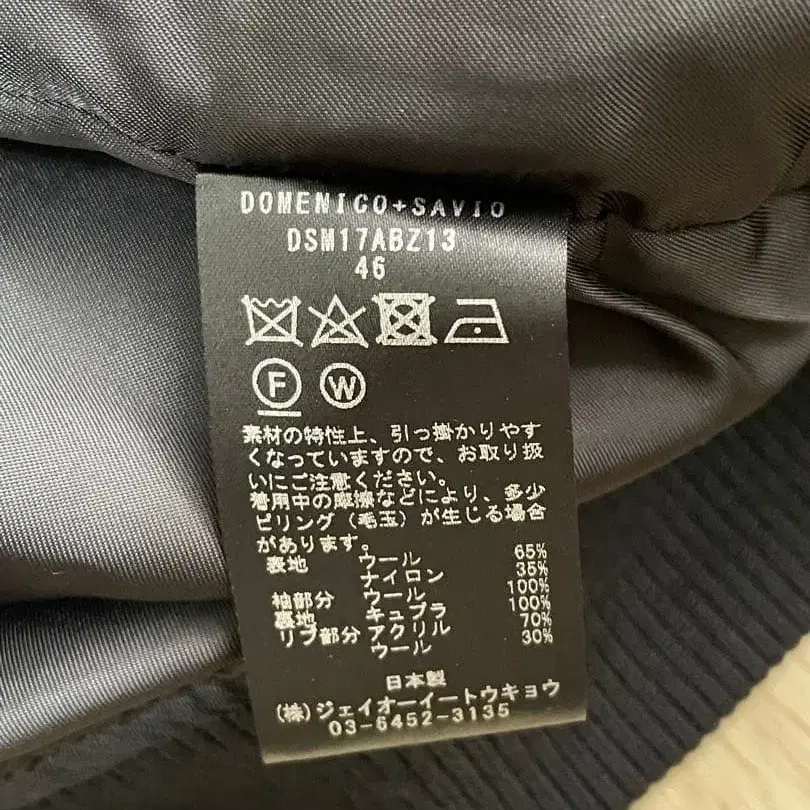 DOMENICO+SAVIO
DSM17ABZ13
46
F W
素材の特性上、引っ掛かりやす
くなっていますので、お取り扱
いにご注意ください。
着用中の摩擦などにより、多少
ピリング（毛玉）が生じる場合
があります。
表地 ウール 65%
ナイロン 35%
袖部分 ウール 100%
裏地 キュプラ 100%
リブ部分 アクリル 70%
ウール 30%
日本製
(株)ジェイオーイートウキョウ
03-6452-3135